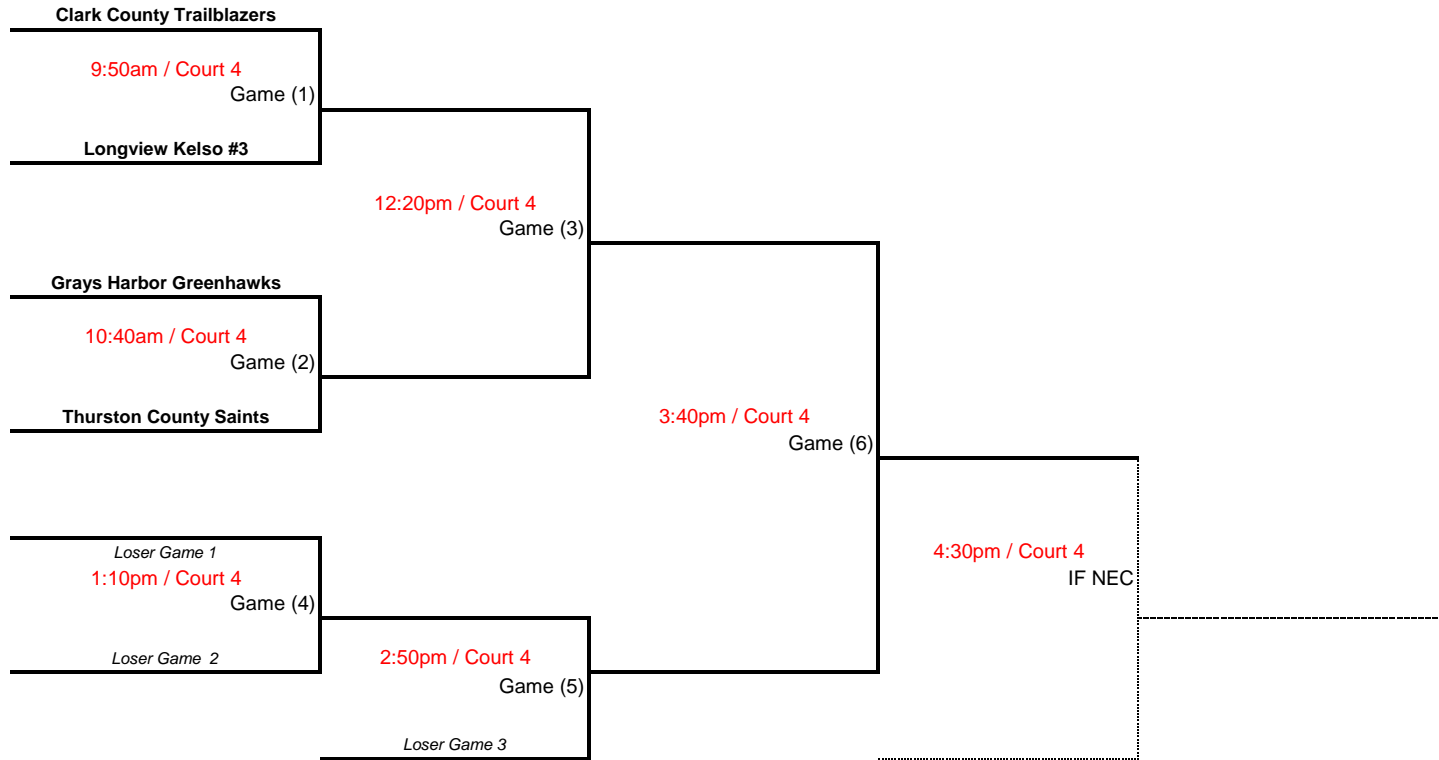 Clark County Trailblazers
9:50am / Court 4
Game (1)
Longview Kelso #3
12:20pm / Court 4
Game (3)
Grays Harbor Greenhawks
10:40am / Court 4
Game (2)
Thurston County Saints
3:40pm / Court 4
Game (6)
Loser Game 1
1:10pm / Court 4
Game (4)
4:30pm / Court 4
IF NEC
Loser Game 2
2:50pm / Court 4
Game (5)
Loser Game 3